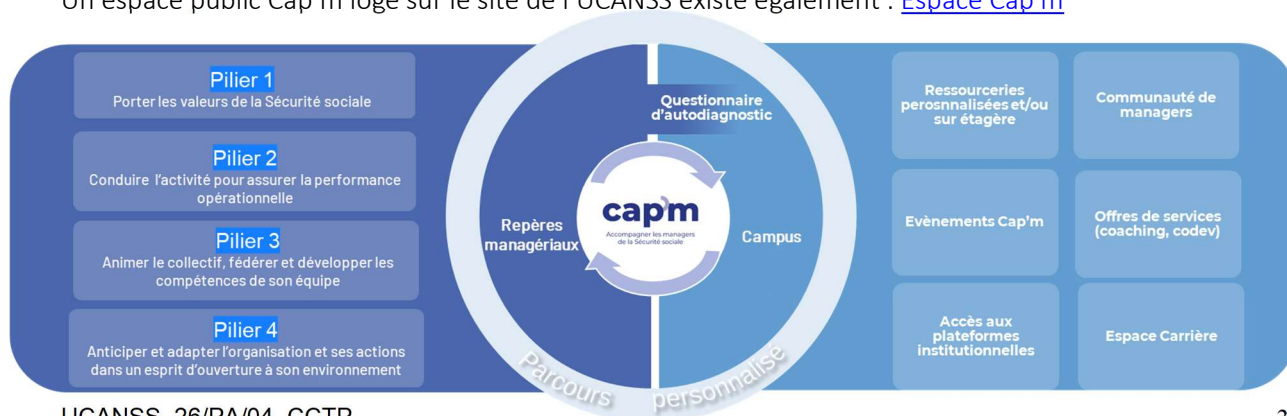 Un espace public Cap'm logé sur le site de l'UCANSS existe également : Espace Cap'm
Pilier 1
Porter les valeurs de la Sécurité sociale
Pilier 2
Conduire l'activité pour assurer la performance
opérationnelle
Pilier 3
Animer le collectif, fédérer et développer les
compétences de son équipe
Pilier 4
Anticiper et adapter l'organisation et ses actions
dans un esprit d'ouverture à son environnement
Repères
managériaux
Questionnaire
d'autodiagnostic
cap'm
Accompagner les managers
de la Sécurité sociale
Campus
Parcours personnalisé
Ressourceries
perosnnalisées et/ou
sur étagère
Communauté de
managers
Evènements Cap'm
Offres de services
(coaching, codev)
Accès aux
plateformes
institutionnelles
Espace Carrière